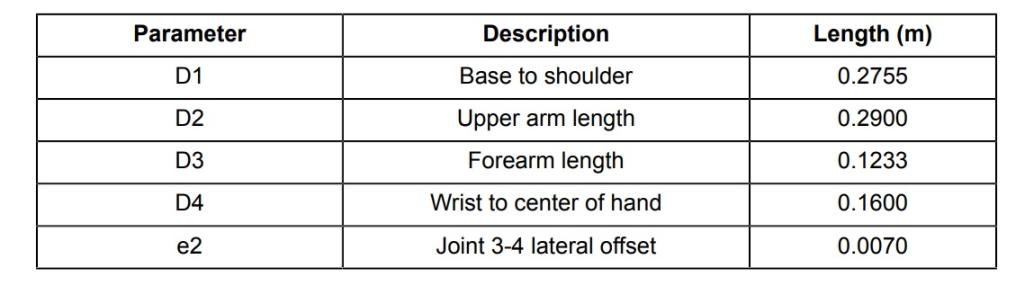 Parameter Description Length (m)
D1 Base to shoulder 0.2755
D2 Upper arm length 0.2900
D3 Forearm length 0.1233
D4 Wrist to center of hand 0.1600
e2 Joint 3-4 lateral offset 0.0070